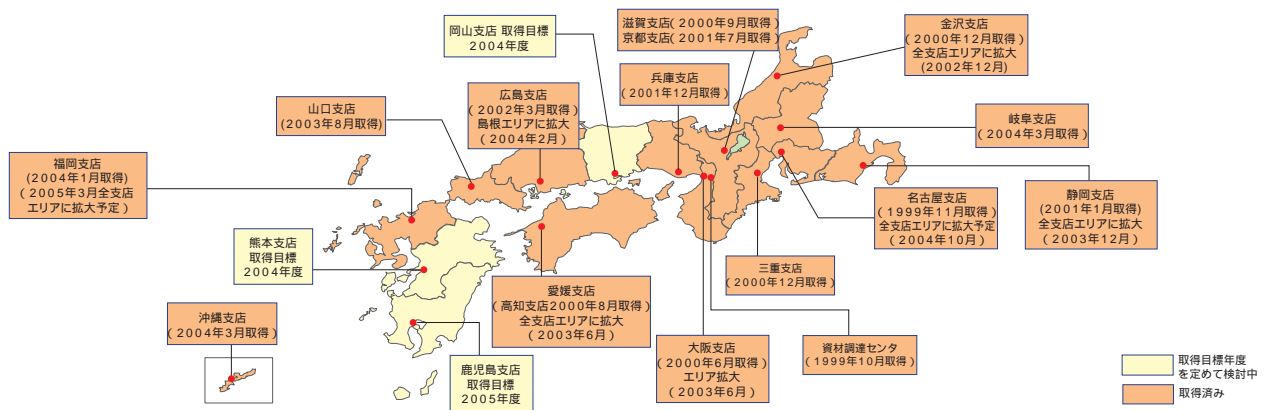 岡山支店 取得目標
2004年度
滋賀支店(2000年9月取得)
京都支店(2001年7月取得)
金沢支店
(2000年12月取得)
全支店エリアに拡大
(2002年12月)
兵庫支店
(2001年12月取得)
山口支店
(2003年8月取得)
広島支店
(2002年3月取得)
島根エリアに拡大
(2004年2月)
岐阜支店
(2004年3月取得)
福岡支店
(2004年1月取得)
(2005年3月全支店
エリアに拡大予定)
名古屋支店
(1999年11月取得)
全支店エリアに拡大予定
(2004年10月)
静岡支店
(2001年1月取得)
全支店エリアに拡大
(2003年12月)
熊本支店
取得目標
2004年度
三重支店
(2000年12月取得)
愛媛支店
(高知支店2000年8月取得)
全支店エリアに拡大
(2003年6月)
沖縄支店
(2004年3月取得)
大阪支店
(2000年6月取得)
エリア拡大
(2003年6月)
資材調達センタ
(1999年10月取得)
鹿児島支店
取得目標
2005年度
取得目標年度
を定めて検討中
取得済み